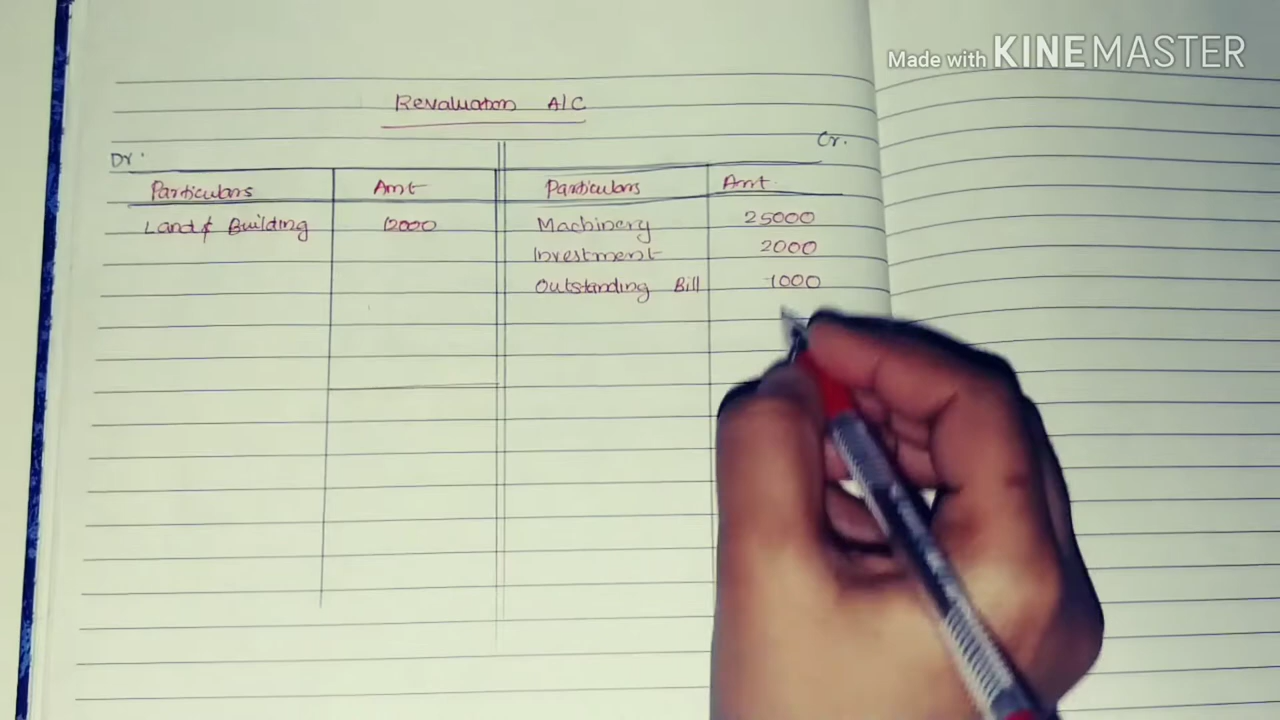 Made with KINEMASTER
Revaluation A/C
Dr. Cr.
Particulars Amt Particulars Amt.
Land & Building 12000 Machinery 25000
Investment 2000
Outstanding Bill 1000